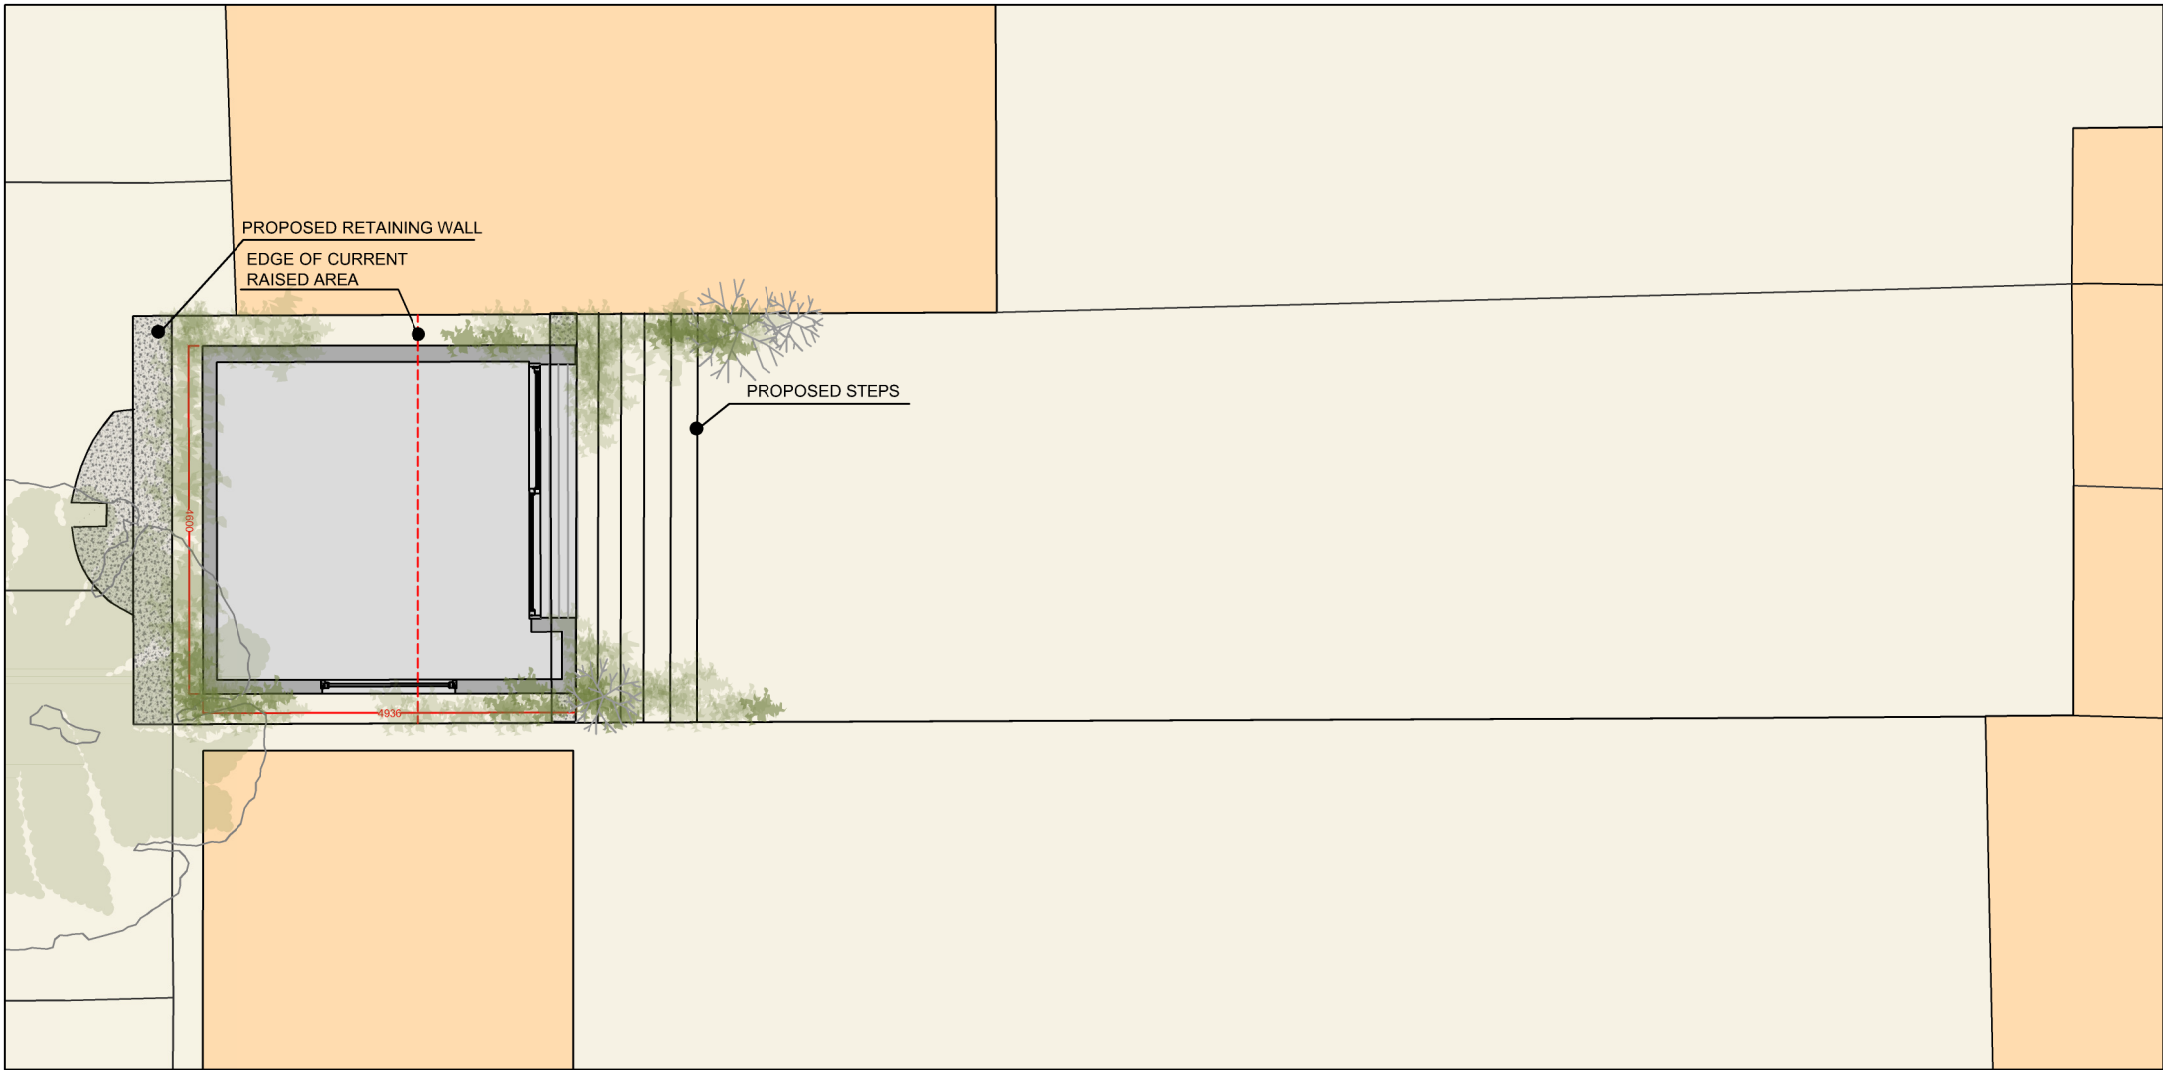 PROPOSED RETAINING WALL
EDGE OF CURRENT
RAISED AREA
PROPOSED STEPS
4600
4936